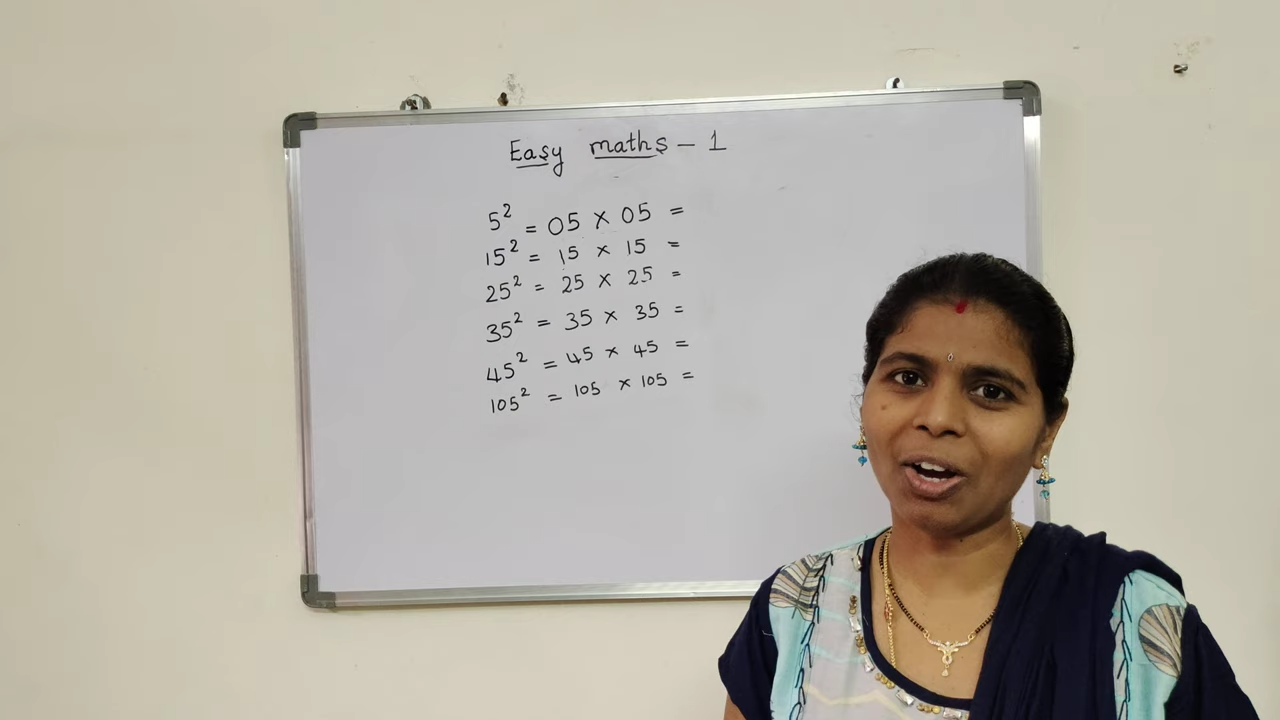 Easy maths - 1
5² = 05 × 05 =
15² = 15 × 15 =
25² = 25 × 25 =
35² = 35 × 35 =
45² = 45 × 45 =
105² = 105 × 105 =